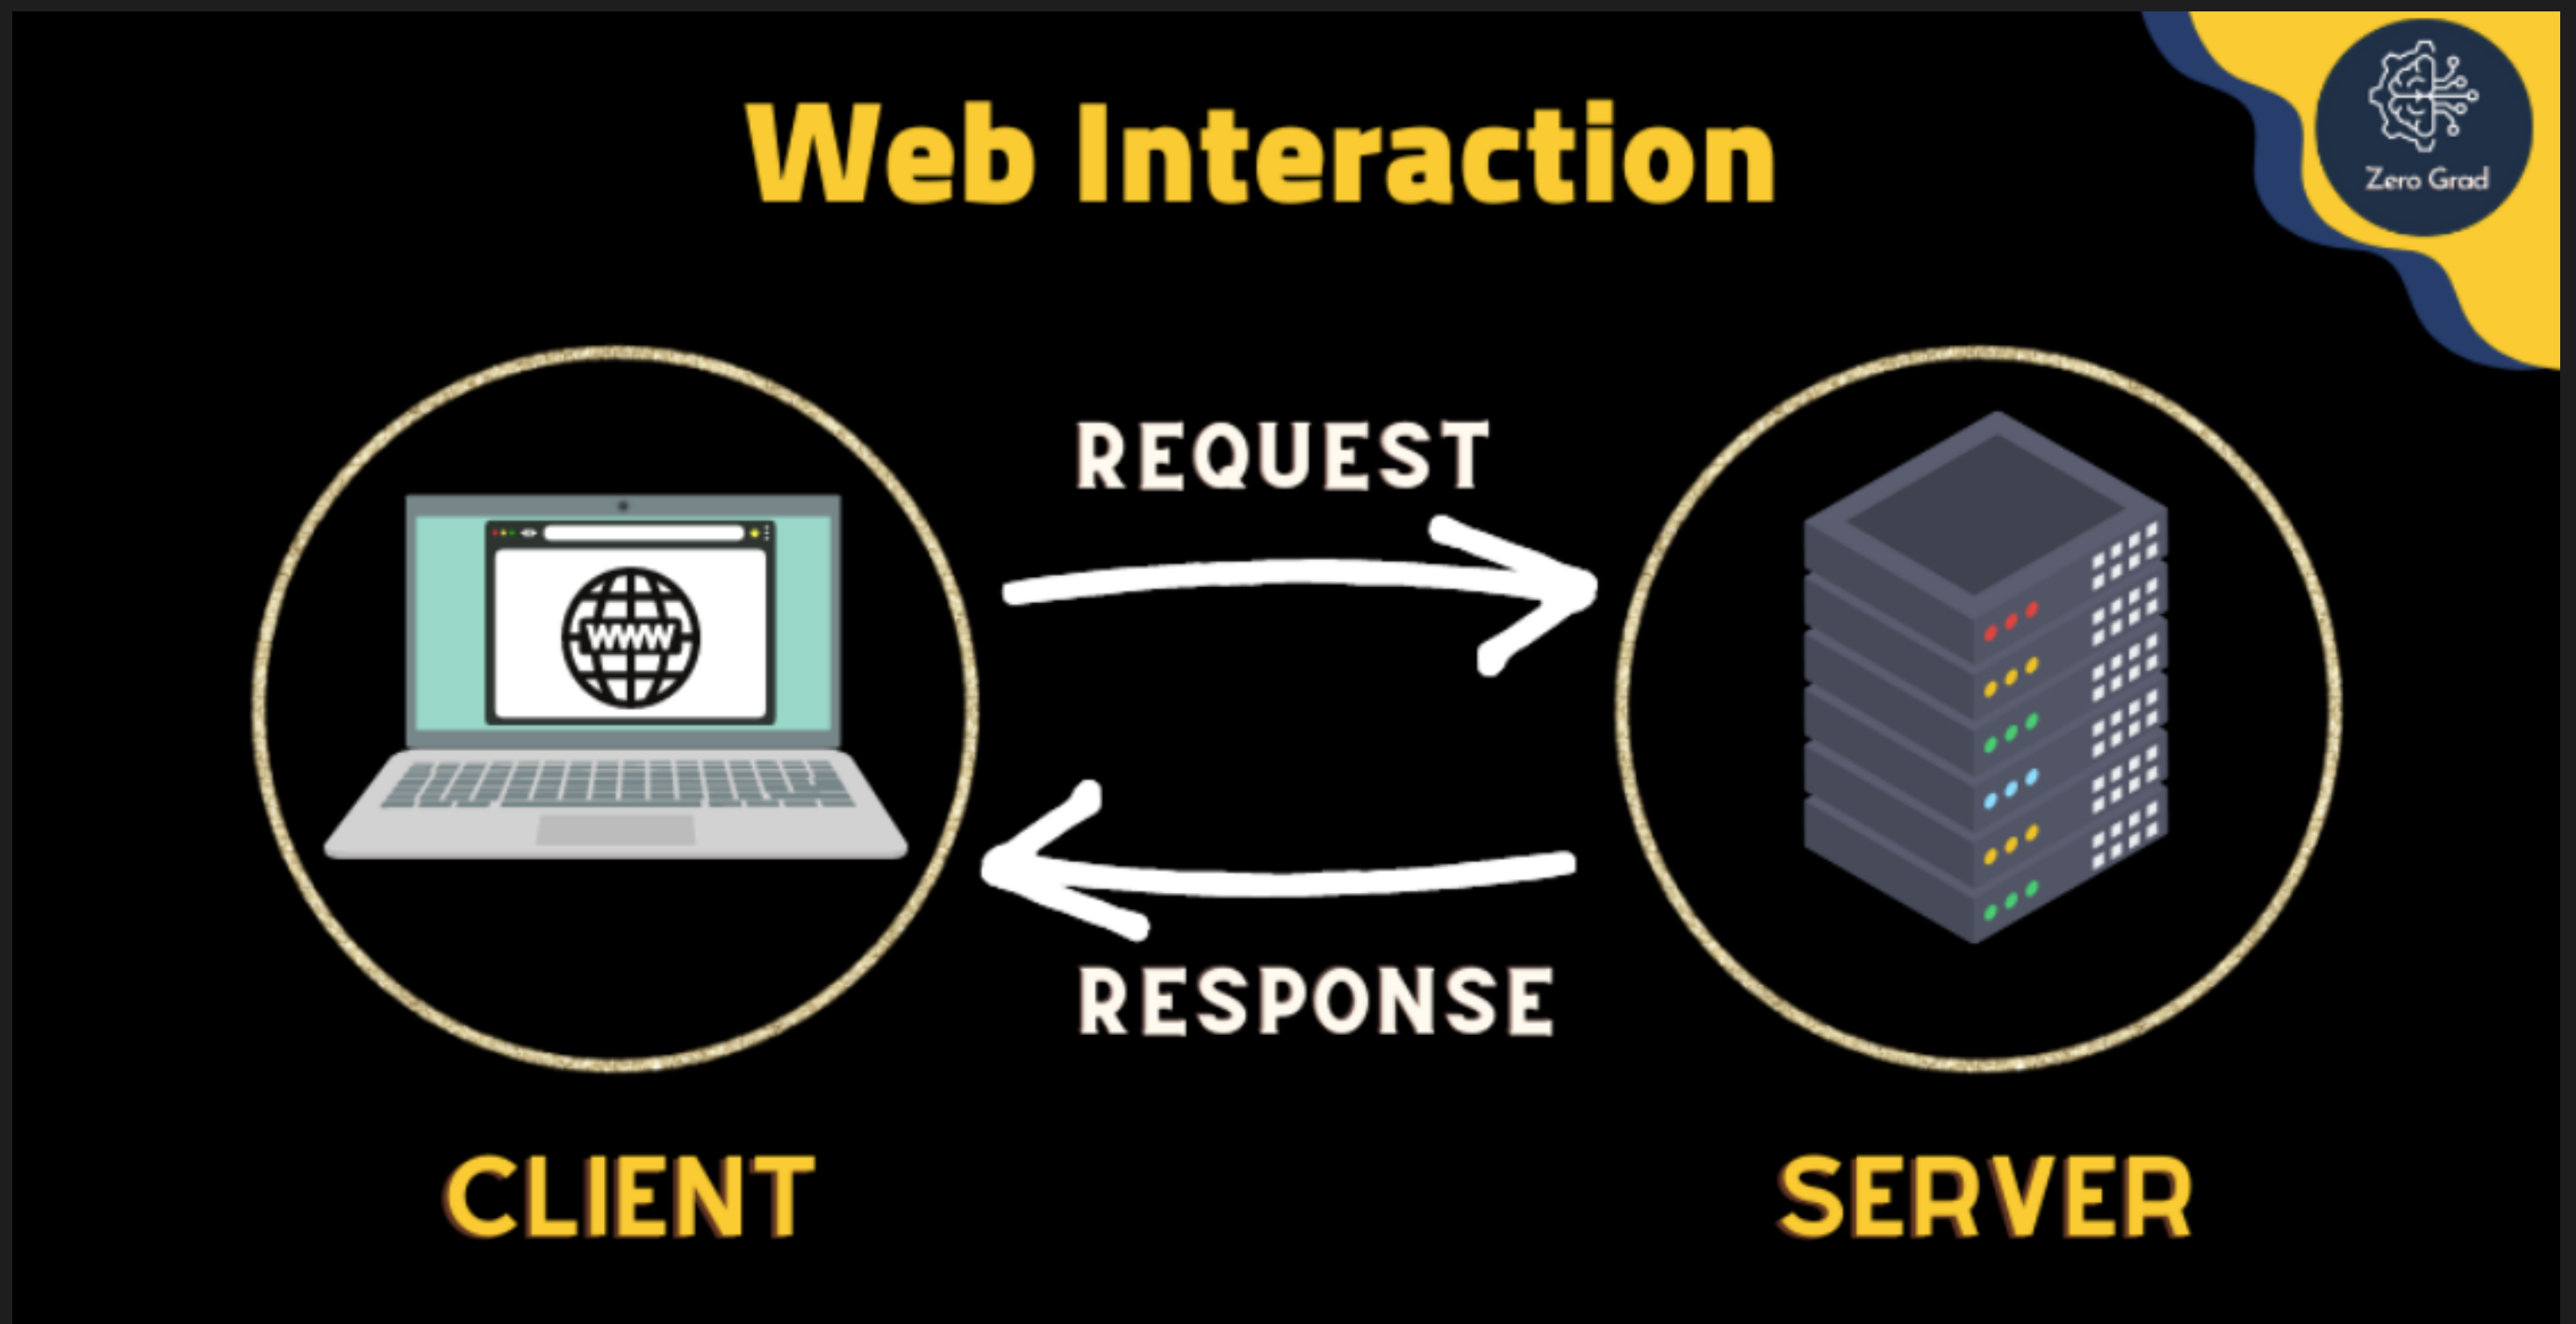 Web Interaction
Zero Grad
REQUEST
WWW
RESPONSE
CLIENT
SERVER